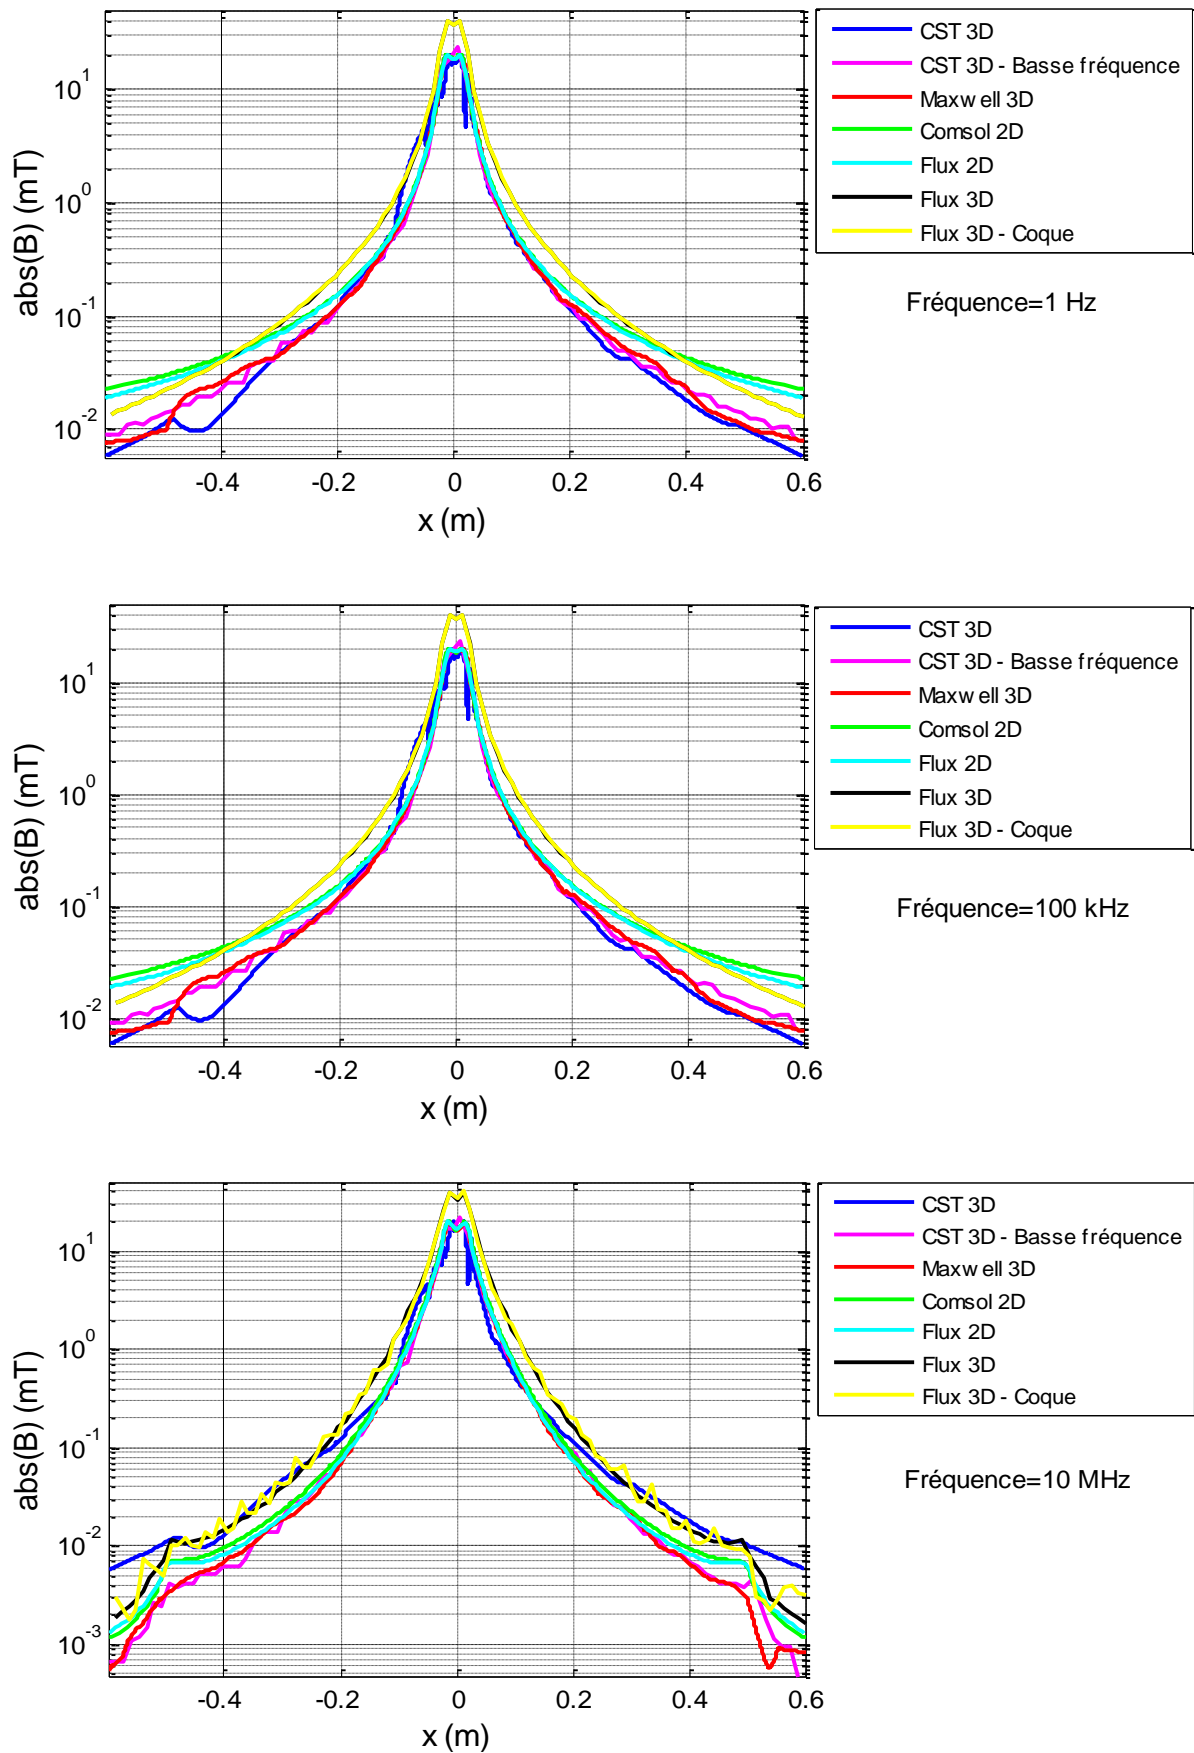 abs(B) (mT)
10^1
10^0
10^-1
10^-2
-0.4 -0.2 0 0.2 0.4 0.6
x (m)
CST 3D
CST 3D - Basse fréquence
Maxwell 3D
Comsol 2D
Flux 2D
Flux 3D
Flux 3D - Coque
Fréquence=1 Hz
abs(B) (mT)
10^1
10^0
10^-1
10^-2
-0.4 -0.2 0 0.2 0.4 0.6
x (m)
CST 3D
CST 3D - Basse fréquence
Maxwell 3D
Comsol 2D
Flux 2D
Flux 3D
Flux 3D - Coque
Fréquence=100 kHz
abs(B) (mT)
10^1
10^0
10^-1
10^-2
10^-3
-0.4 -0.2 0 0.2 0.4 0.6
x (m)
CST 3D
CST 3D - Basse fréquence
Maxwell 3D
Comsol 2D
Flux 2D
Flux 3D
Flux 3D - Coque
Fréquence=10 MHz